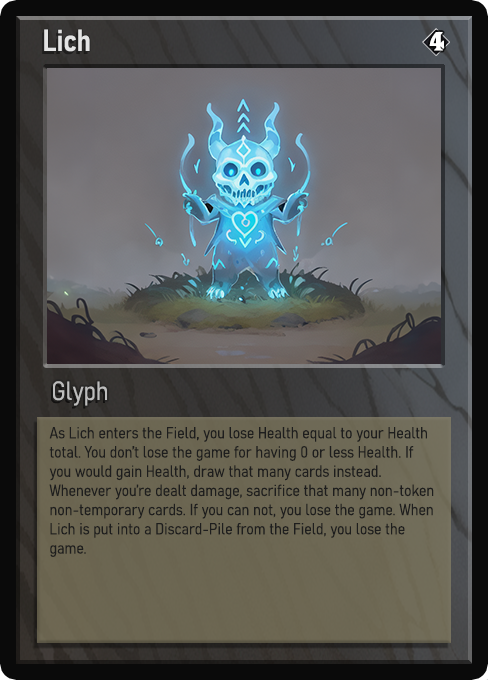 Lich
4
Glyph
As Lich enters the Field, you lose Health equal to your Health
total. You don't lose the game for having 0 or less Health. If
you would gain Health, draw that many cards instead.
Whenever you're dealt damage, sacrifice that many non-token
non-temporary cards. If you can not, you lose the game. When
Lich is put into a Discard-Pile from the Field, you lose the
game.